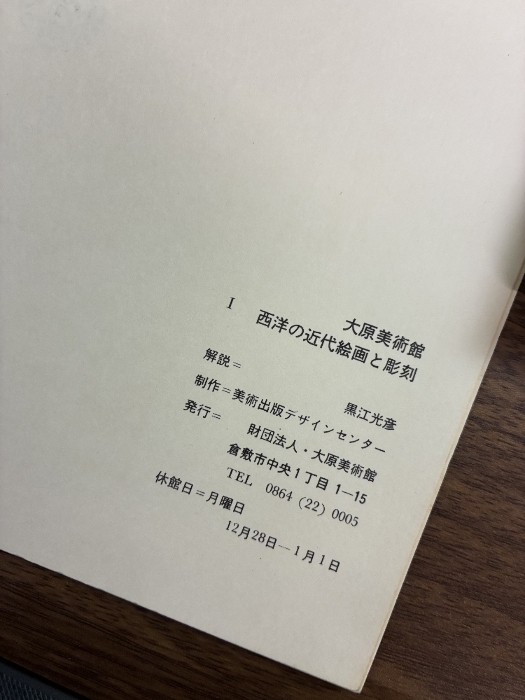 大原美術館
I 西洋の近代絵画と彫刻
解説＝
黒江光彦
制作＝美術出版デザインセンター
発行＝
財団法人・大原美術館
倉敷市中央1丁目 1—15
TEL 0864 (22) 0005
休館日＝月曜日
12月28日—1月1日